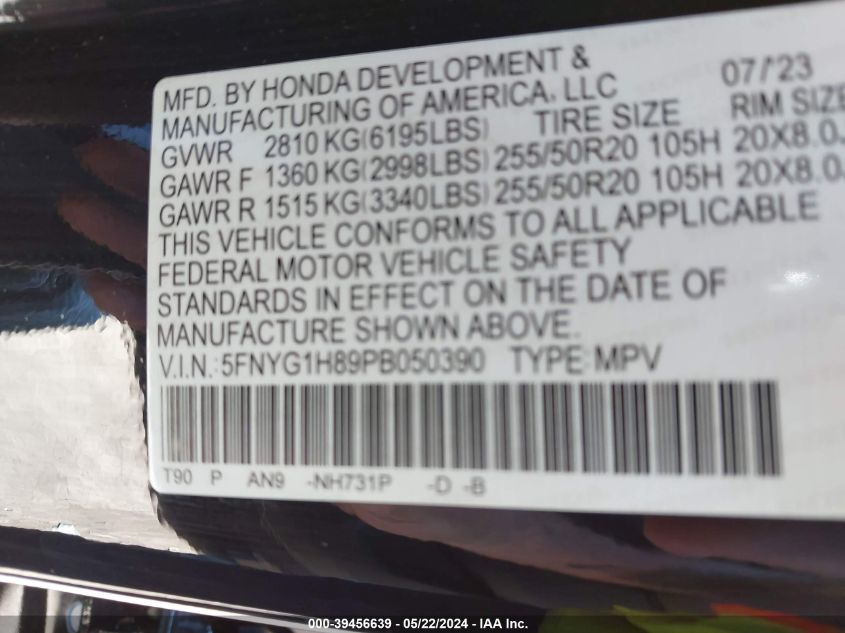 MFD. BY HONDA DEVELOPMENT & 07/'23
MANUFACTURING OF AMERICA, LLC
GVWR 2810 KG(6195LBS) TIRE SIZE RIM SIZE
GAWR F 1360 KG(2998LBS) 255/50R20 105H 20X8.0J
GAWR R 1515 KG(3340LBS) 255/50R20 105H 20X8.0J
THIS VEHICLE CONFORMS TO ALL APPLICABLE
FEDERAL MOTOR VEHICLE SAFETY
STANDARDS IN EFFECT ON THE DATE OF
MANUFACTURE SHOWN ABOVE.
V.I.N.: 5FNYG1H89PB050390 TYPE: MPV
T90 P AN9 -NH731P -D -B
000-39456639 - 05/22/2024 - IAA Inc.